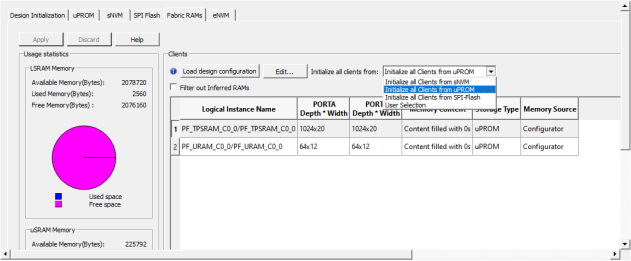 Design Initialization uPROM sNVM SPI Flash Fabric RAMs eNVM
Apply Discard Help
Usage statistics
LSRAM Memory
Available Memory(Bytes): 2078720
Used Memory(Bytes): 2560
Free Memory(Bytes) : 2076160
Used space
Free space
uSRAM Memory
Available Memory(Bytes): 225792
Clients
Load design configuration Edit... Initialize all clients from: Initialize all Clients from uPROM
Initialize all Clients from sNVM
Initialize all Clients from uPROM
Initialize all Clients from SPI-Flash
User Selection
Filter out Inferred RAMs
Logical Instance Name PORTA Depth * Width Depth * Width Memory Content Storage Type Memory Source
1 PF_TPSRAM_C0_0/PF_TPSRAM_C0_0 1024x20 1024x20 Content filled with 0s uPROM Configurator
2 PF_URAM_C0_0/PF_URAM_C0_0 64x12 64x12 Content filled with 0s uPROM Configurator